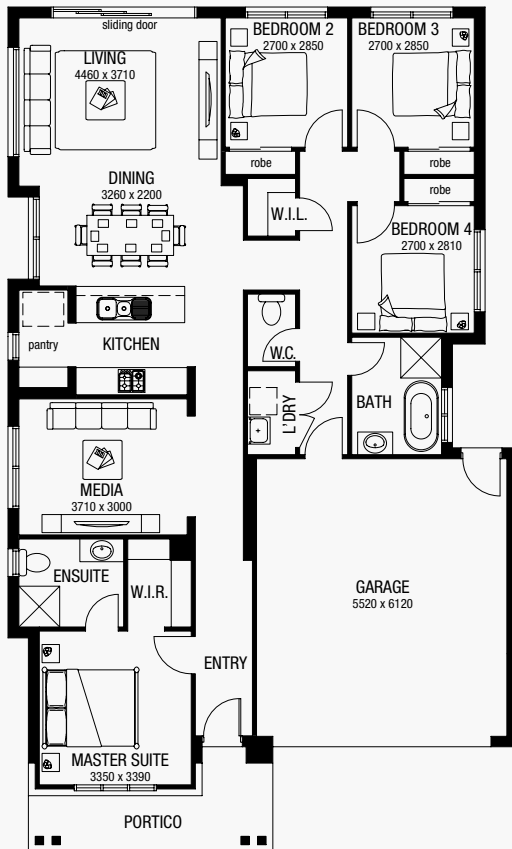 sliding door
LIVING
4460 x 3710
BEDROOM 2
2700 x 2850
BEDROOM 3
2700 x 2850
robe
robe
robe
DINING
3260 x 2200
W.I.L.
BEDROOM 4
2700 x 2810
pantry
KITCHEN
W.C.
L'DRY
BATH
MEDIA
3710 x 3000
ENSUITE
W.I.R.
GARAGE
5520 x 6120
ENTRY
MASTER SUITE
3350 x 3390
PORTICO